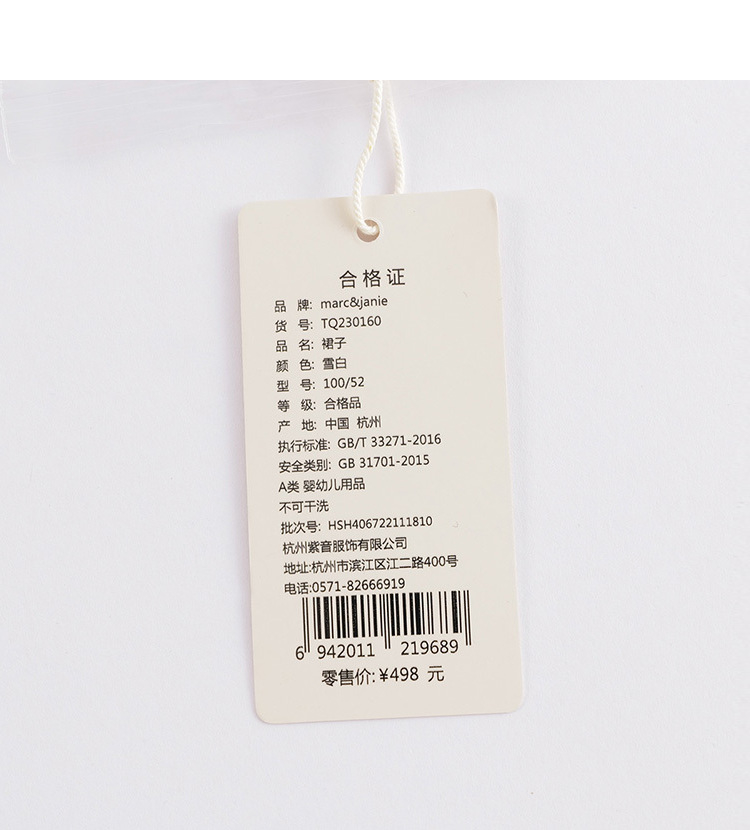 合格证
品 牌: marc&janie
货 号: TQ230160
品 名: 裙子
颜 色: 雪白
型 号: 100/52
等 级: 合格品
产 地: 中国 杭州
执行标准: GB/T 33271-2016
安全类别: GB 31701-2015
A类 婴幼儿用品
不可干洗
批次号: HSH406722111810
杭州紫音服饰有限公司
地址:杭州市滨江区江二路400号
电话:0571-82666919
6 942011 219689
零售价:¥498 元